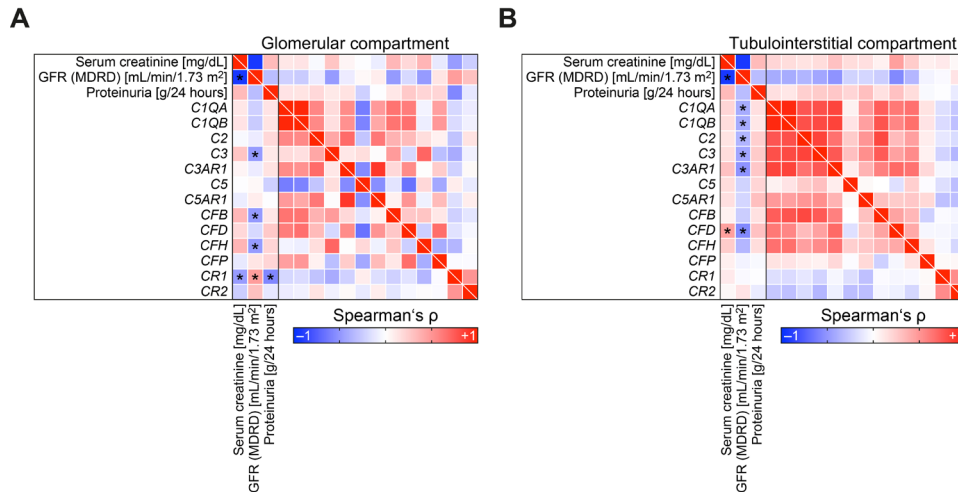 A
Glomerular compartment
Serum creatinine [mg/dL]
GFR (MDRD) [mL/min/1.73 m²]
Proteinuria [g/24 hours]
C1QA
C1QB
C2
C3
C3AR1
C5
C5AR1
CFB
CFD
CFH
CFP
CR1
CR2
* * * * * * * *
Spearman‘s ρ
–1 +1
Serum creatinine [mg/dL]
GFR (MDRD) [mL/min/1.73 m²]
Proteinuria [g/24 hours]
B
Tubulointerstitial compartment
Serum creatinine [mg/dL]
GFR (MDRD) [mL/min/1.73 m²]
Proteinuria [g/24 hours]
C1QA
C1QB
C2
C3
C3AR1
C5
C5AR1
CFB
CFD
CFH
CFP
CR1
CR2
* * * * * * * *
Spearman‘s ρ
–1 +
Serum creatinine [mg/dL]
GFR (MDRD) [mL/min/1.73 m²]
Proteinuria [g/24 hours]